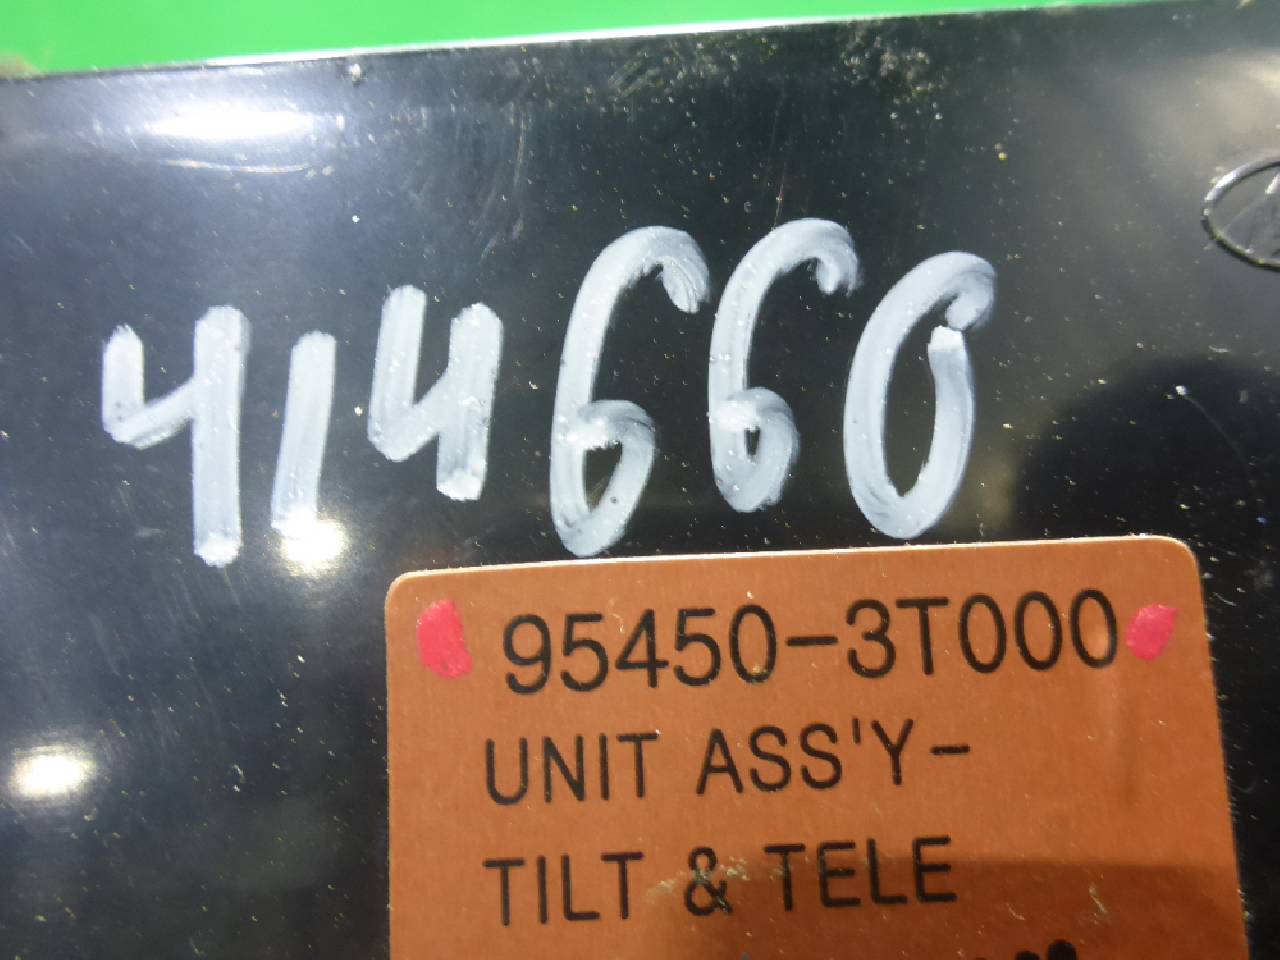 414660
95450-3T000
UNIT ASS'Y-
TILT & TELE